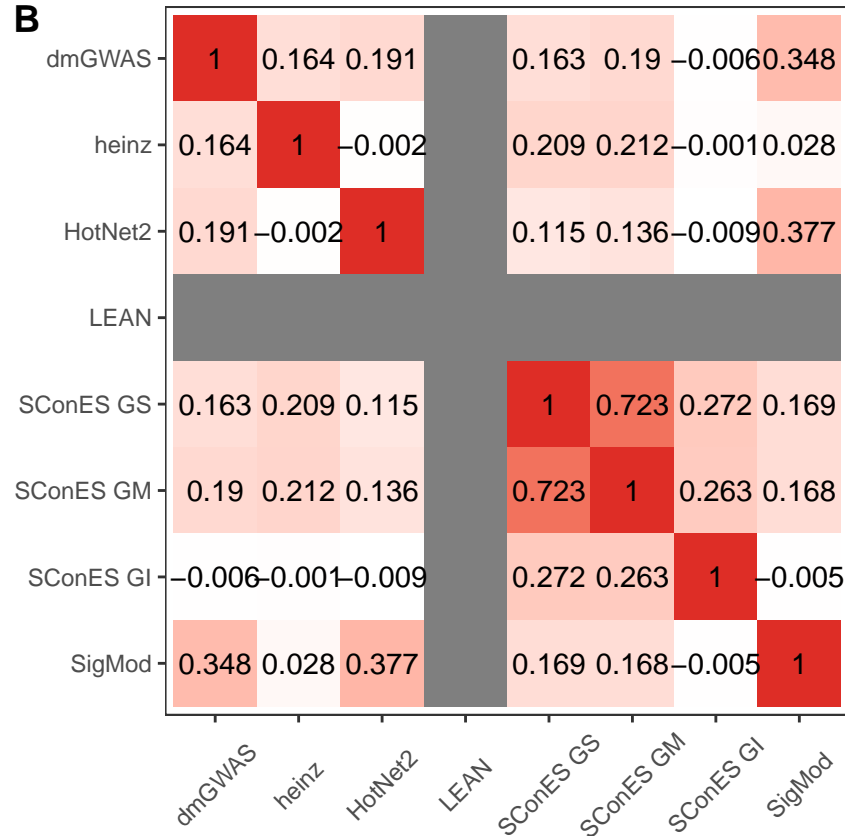 B
dmGWAS 1 0.164 0.191 0.163 0.19 −0.006 0.348
heinz 0.164 1 −0.002 0.209 0.212 −0.001 0.028
HotNet2 0.191 −0.002 1 0.115 0.136 −0.009 0.377
LEAN
SConES GS 0.163 0.209 0.115 1 0.723 0.272 0.169
SConES GM 0.19 0.212 0.136 0.723 1 0.263 0.168
SConES GI −0.006 −0.001 −0.009 0.272 0.263 1 −0.005
SigMod 0.348 0.028 0.377 0.169 0.168 −0.005 1
dmGWAS heinz HotNet2 LEAN SConES GS SConES GM SConES GI SigMod